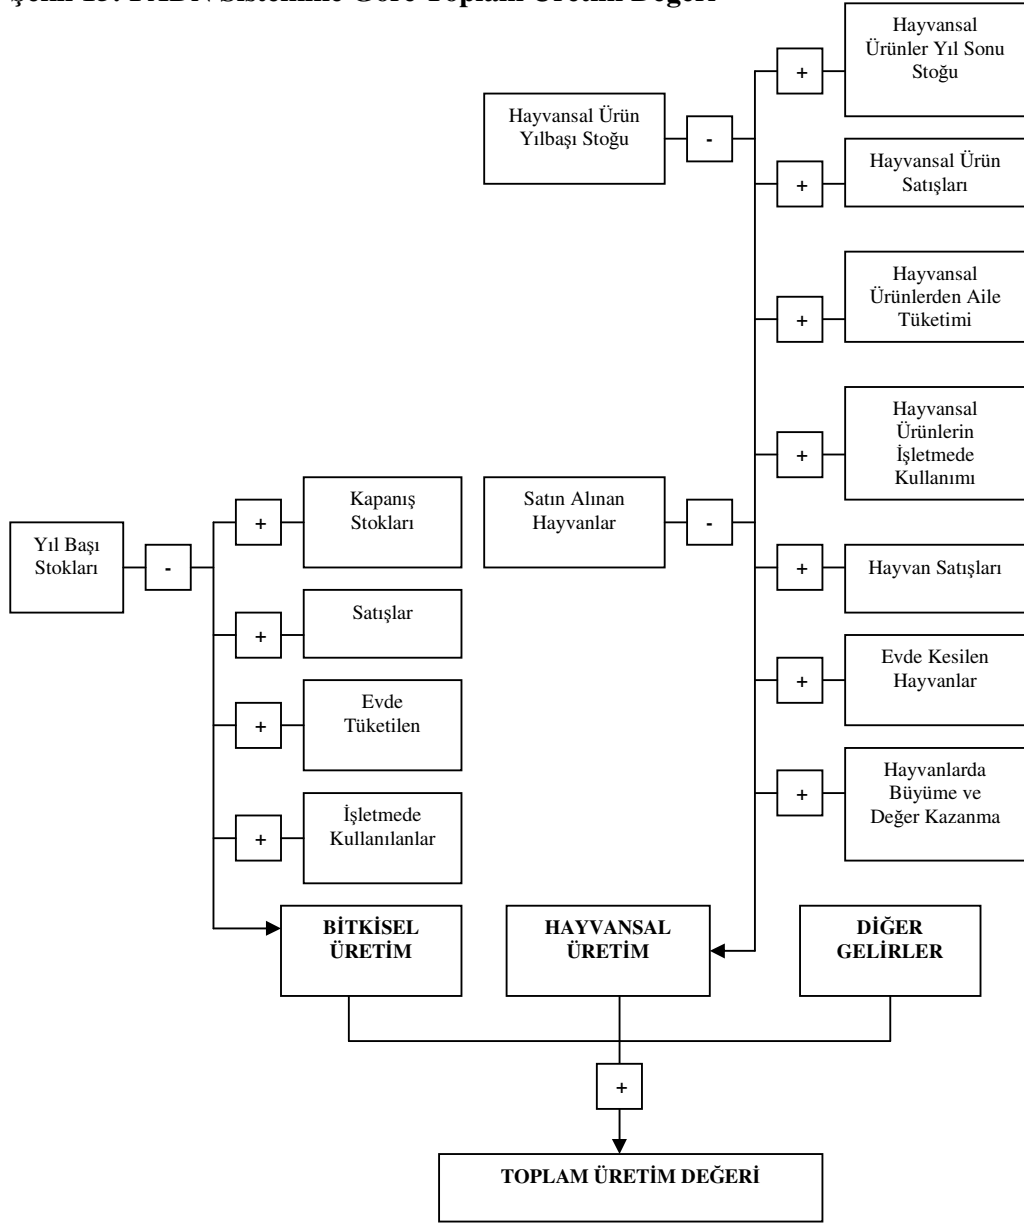 Hayvansal
Ürünler Yıl Sonu
Stoğu
+
Hayvansal Ürün
Yılbaşı Stoğu
-
Hayvansal Ürün
Satışları
+
Hayvansal
Ürünlerden Aile
Tüketimi
+
Hayvansal
Ürünlerin
İşletmede
Kullanımı
+
Satın Alınan
Hayvanlar
-
Kapanış
Stokları
+
Yıl Başı
Stokları
-
Hayvan Satışları
+
Satışlar
+
Evde Kesilen
Hayvanlar
+
Evde
Tüketilen
+
Hayvanlarda
Büyüme ve
Değer Kazanma
+
İşletmede
Kullanılanlar
+
BİTKİSEL
ÜRETİM
HAYVANSAL
ÜRETİM
DİĞER
GELİRLER
+
TOPLAM ÜRETİM DEĞERİ